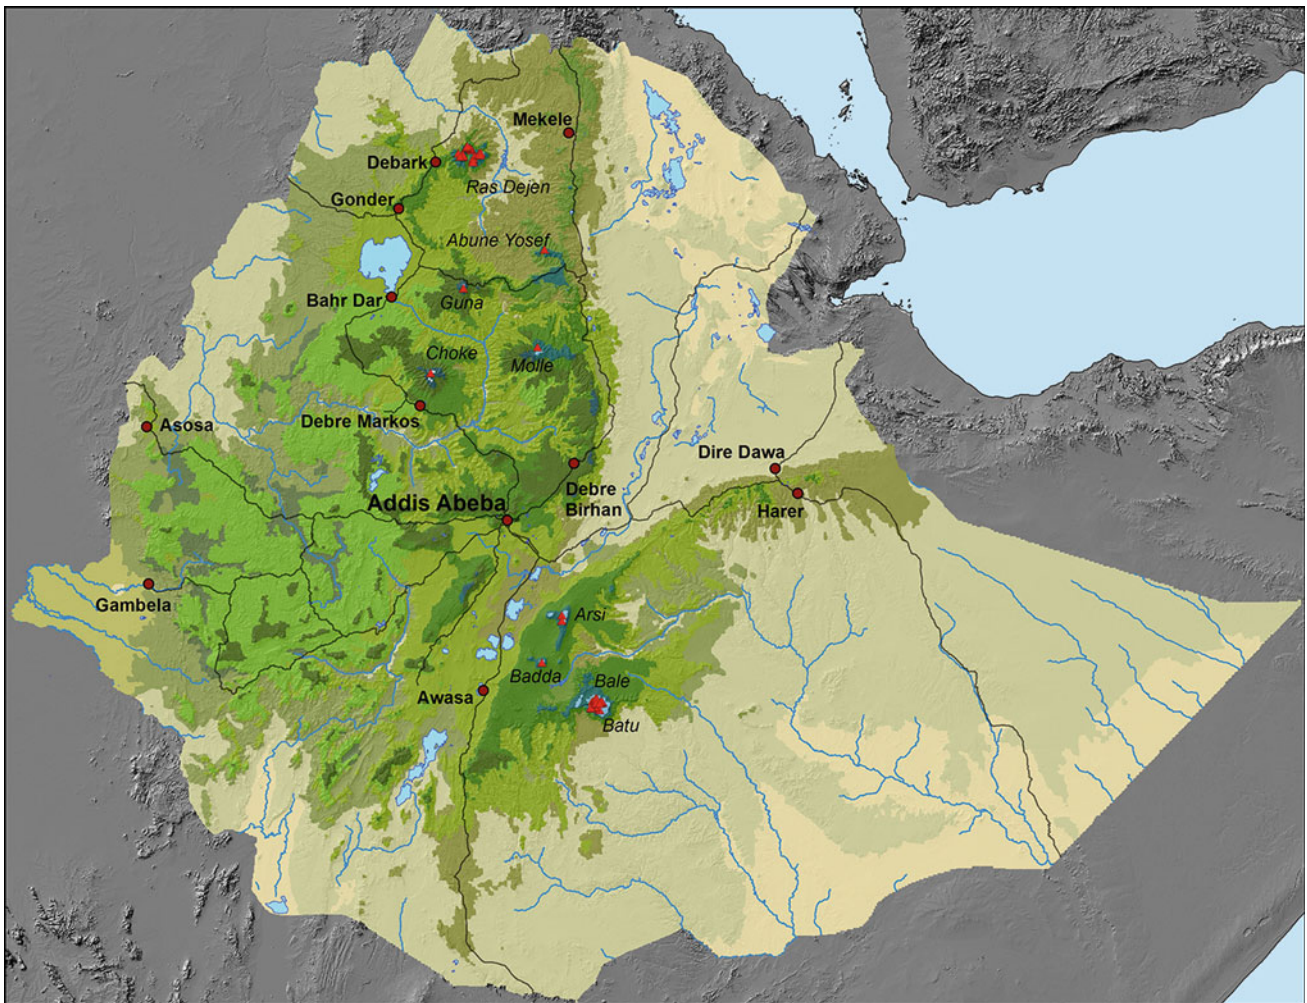 Mekele
Debark
Ras Dejen
Gonder
Abune Yosef
Bahr Dar
Guna
Choke
Molle
Debre Markos
Asosa
Dire Dawa
Addis Abeba
Debre
Birhan
Harer
Gambela
Arsi
Badda
Bale
Awasa
Batu